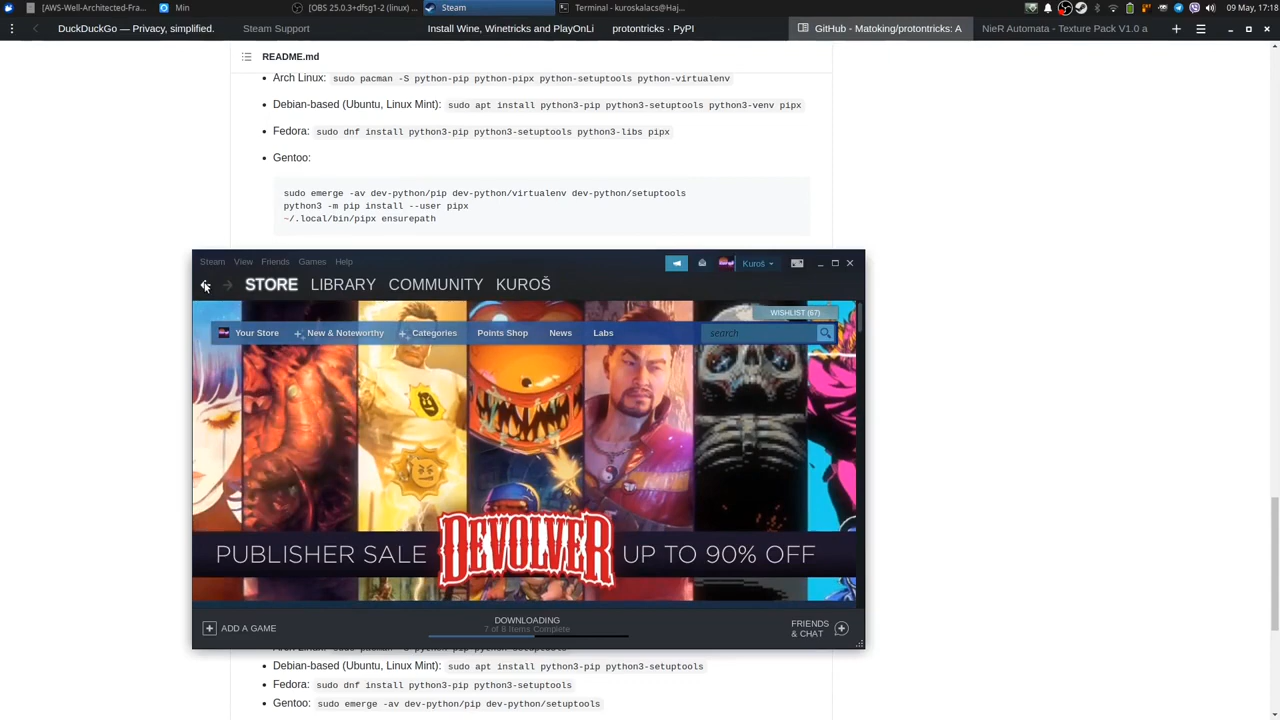 [AWS-Well-Architected-Fra... Min [OBS 25.0.3+dfsg1-2 (linux) ... Steam Terminal - kuroskalacs@Haj... 09 May, 17:18
DuckDuckGo — Privacy, simplified. Steam Support Install Wine, Winetricks and PlayOnLi protontricks · PyPI GitHub - Matoking/protontricks: A NieR Automata - Texture Pack V1.0 a
README.md
Arch Linux: sudo pacman -S python-pip python-pipx python-setuptools python-virtualenv
Debian-based (Ubuntu, Linux Mint): sudo apt install python3-pip python3-setuptools python3-venv pipx
Fedora: sudo dnf install python3-pip python3-setuptools python3-libs pipx
Gentoo:
sudo emerge -av dev-python/pip dev-python/virtualenv dev-python/setuptools
python3 -m pip install --user pipx
~/.local/bin/pipx ensurepath
Steam View Friends Games Help Kuroš
STORE LIBRARY COMMUNITY KUROŠ
WISHLIST (67)
Your Store New & Noteworthy Categories Points Shop News Labs search
PUBLISHER SALE DEVOLVER UP TO 90% OFF
ADD A GAME
DOWNLOADING
7 of 8 Items Complete
FRIENDS
& CHAT
Debian-based (Ubuntu, Linux Mint): sudo apt install python3-pip python3-setuptools
Fedora: sudo dnf install python3-pip python3-setuptools
Gentoo: sudo emerge -av dev-python/pip dev-python/setuptools